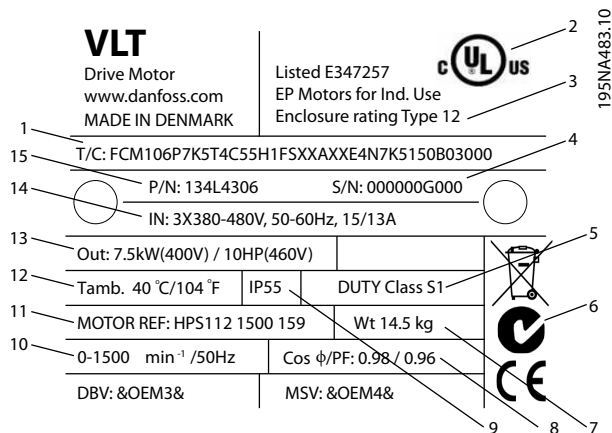 VLT
Drive Motor
www.danfoss.com
MADE IN DENMARK
Listed E347257
EP Motors for Ind. Use
Enclosure rating Type 12
C UL US
195NA483.10
2
3
1
T/C: FCM106P7K5T4C55H1FSXXAXXE4N7K5150B03000
4
15
P/N: 134L4306 S/N: 000000G000
14
IN: 3X380-480V, 50-60Hz, 15/13A
13
Out: 7.5kW(400V) / 10HP(460V)
5
12
Tamb. 40 °C/104 °F IP55 DUTY Class S1
6
11
MOTOR REF: HPS112 1500 159 Wt 14.5 kg
10
0-1500 min⁻¹ /50Hz Cos ϕ/PF: 0.98 / 0.96
CE
DBV: &OEM3& MSV: &OEM4&
9 8 7